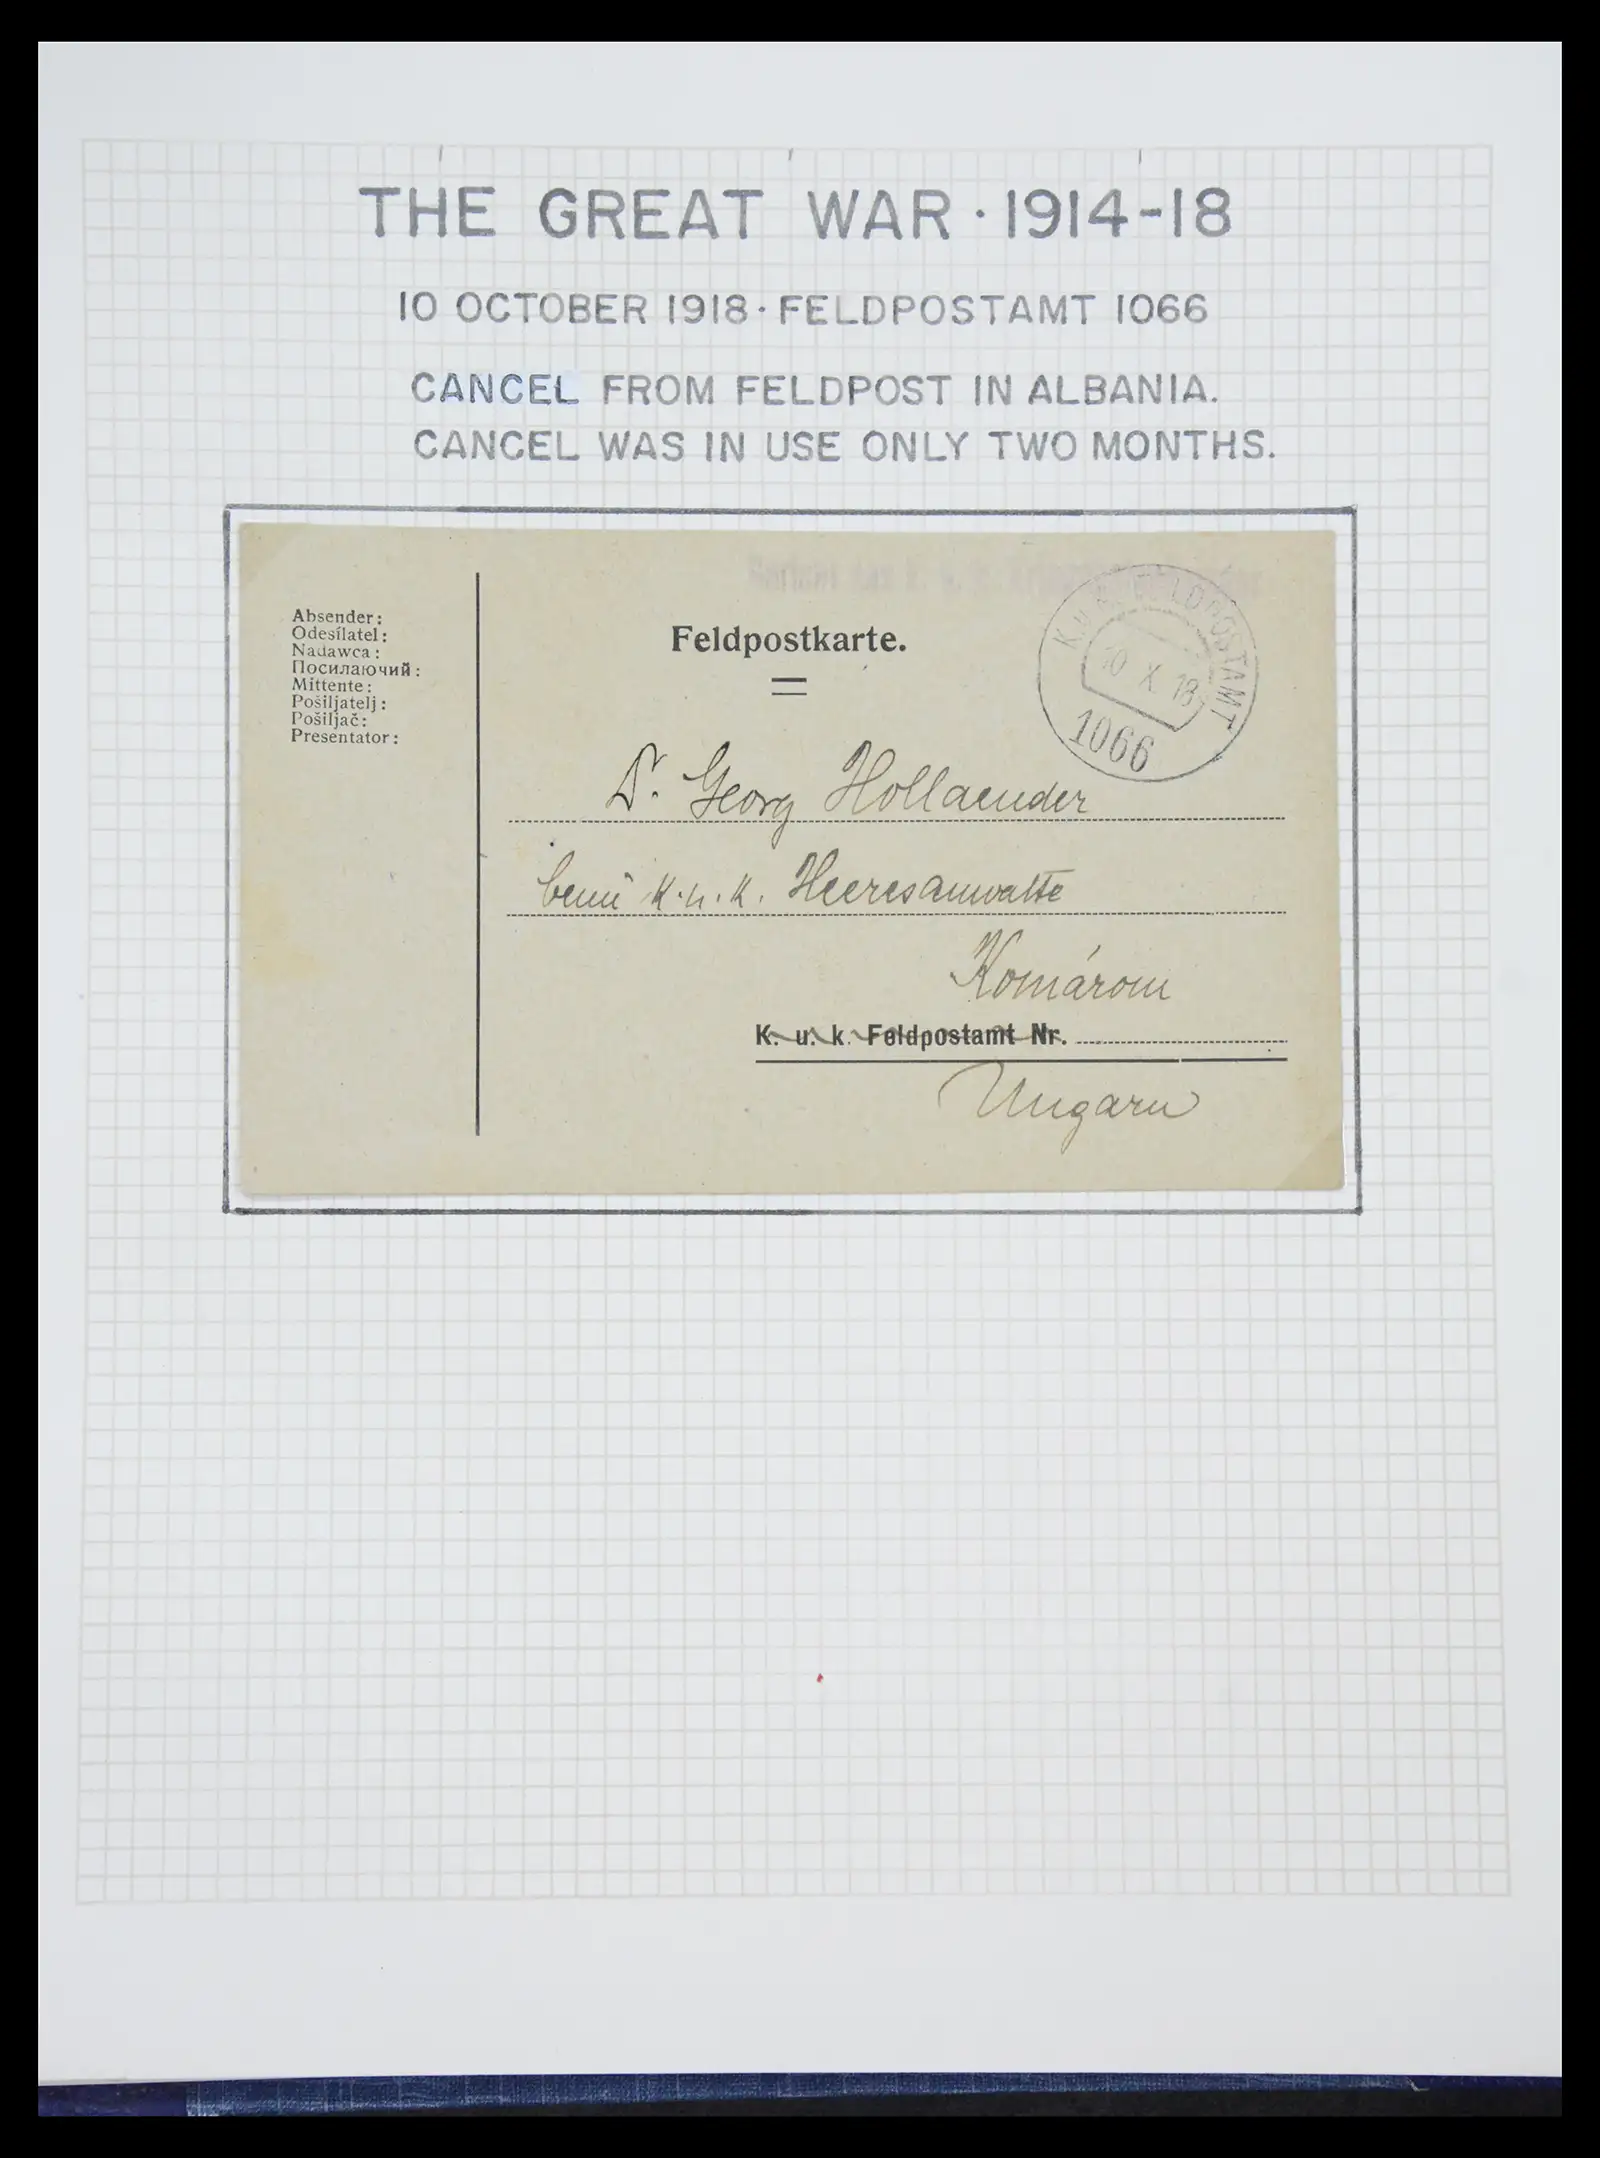 THE GREAT WAR · 1914-18
10 OCTOBER 1918 · FELDPOSTAMT 1066
CANCEL FROM FELDPOST IN ALBANIA.
CANCEL WAS IN USE ONLY TWO MONTHS.
Absender:
Odesílatel:
Nadawca:
Посилаючий:
Mittente:
Pošiljatelj:
Pošiljač:
Presentator:
Feldpostkarte.
K. u. K. FELDPOSTAMT
10 X 18
1066
Dr. Georg Hollaender
beim k. u. k. Heeresanwalte
Komárom
K. u. k. Feldpostamt Nr.
Ungarn